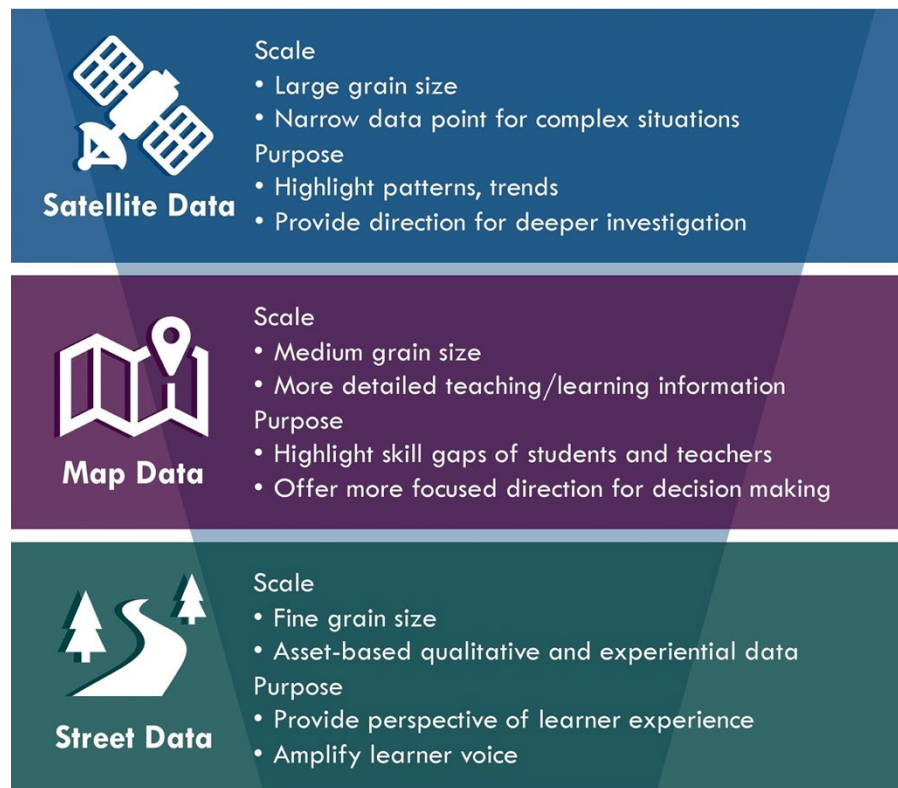 Satellite Data
Scale
• Large grain size
• Narrow data point for complex situations
Purpose
• Highlight patterns, trends
• Provide direction for deeper investigation
Map Data
Scale
• Medium grain size
• More detailed teaching/learning information
Purpose
• Highlight skill gaps of students and teachers
• Offer more focused direction for decision making
Street Data
Scale
• Fine grain size
• Asset-based qualitative and experiential data
Purpose
• Provide perspective of learner experience
• Amplify learner voice